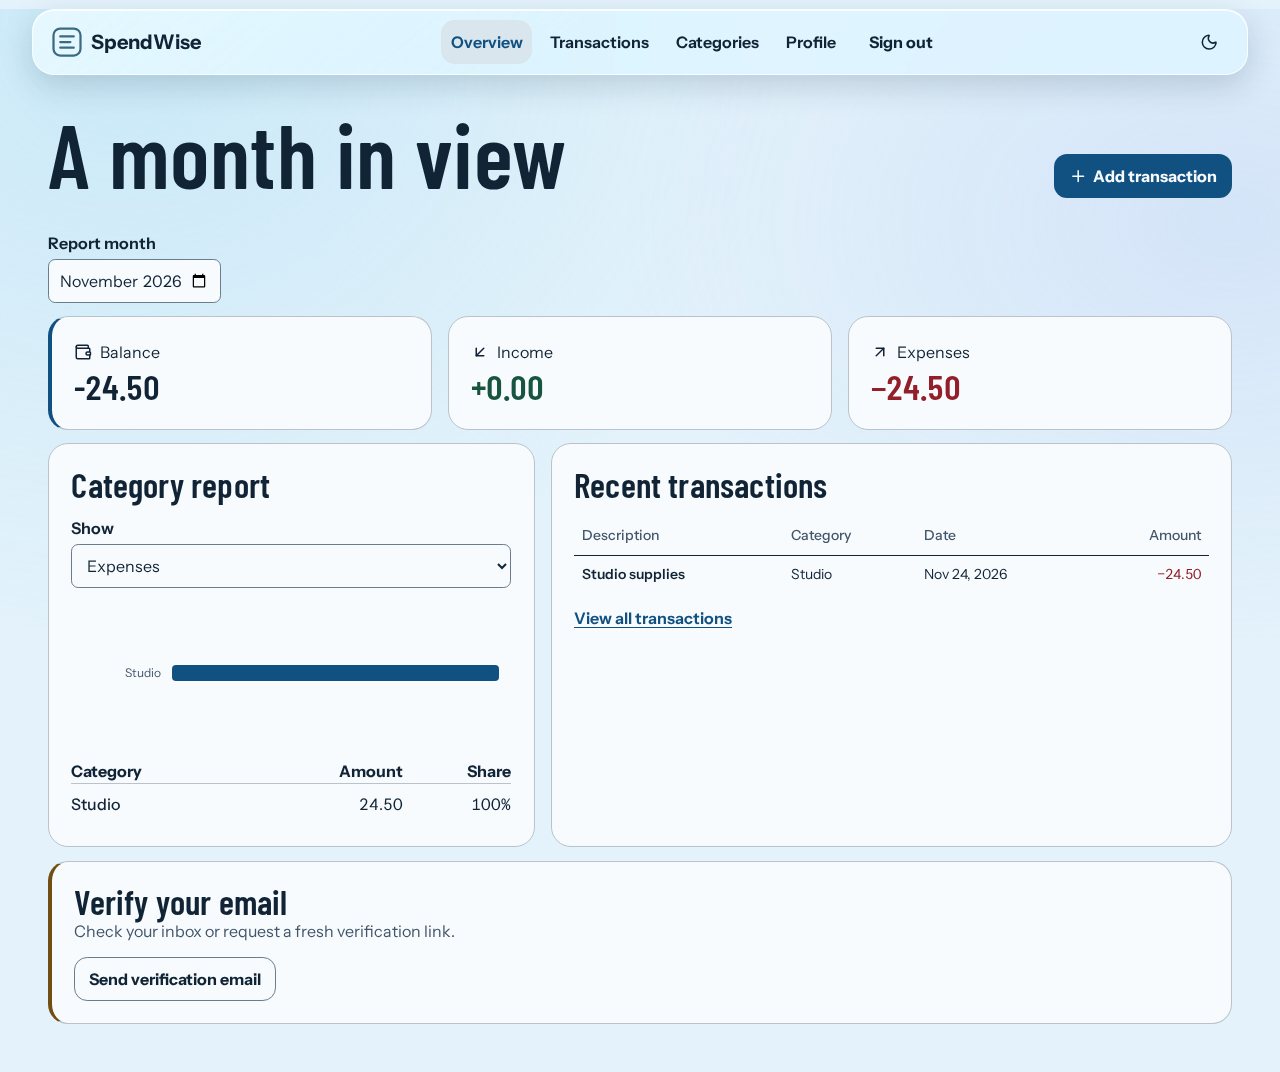 SpendWise
Overview Transactions Categories Profile Sign out
A month in view
Add transaction
Report month
November 2026
Balance
-24.50
Income
+0.00
Expenses
−24.50
Category report
Show
Expenses
Studio
Category Amount Share
Studio 24.50 100%
Recent transactions
Description Category Date Amount
Studio supplies Studio Nov 24, 2026 −24.50
View all transactions
Verify your email
Check your inbox or request a fresh verification link.
Send verification email